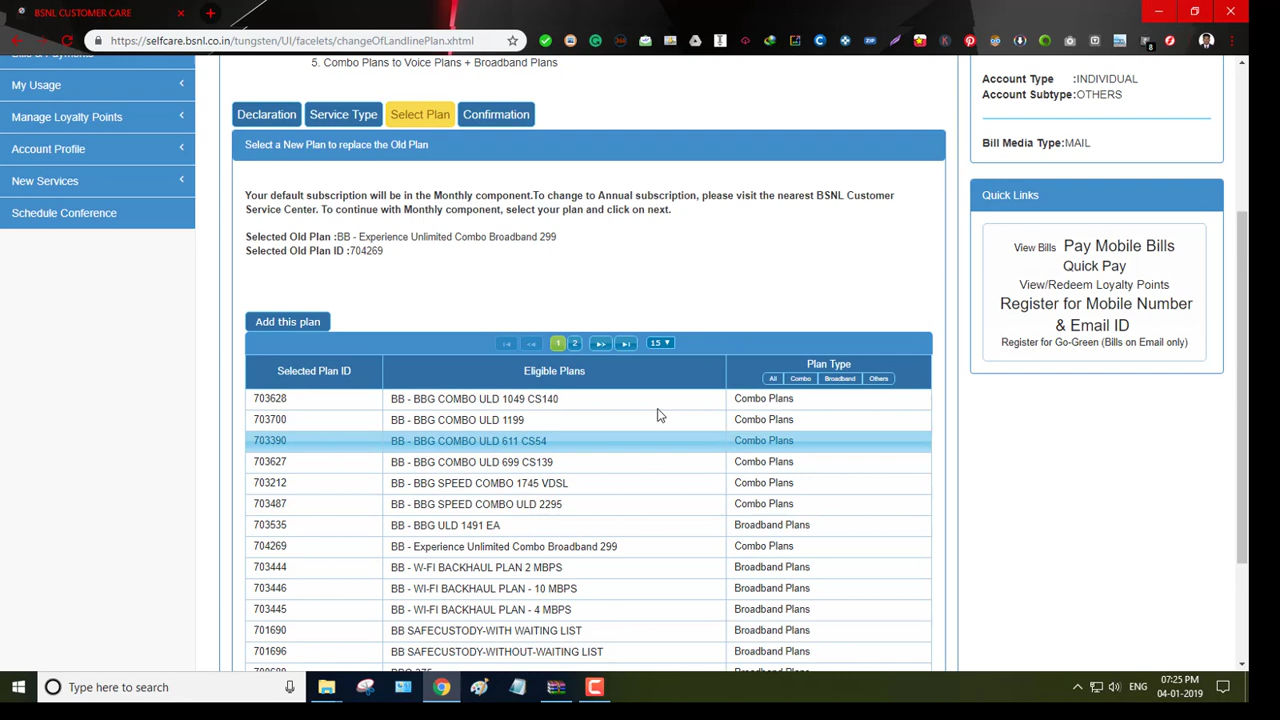 BSNL CUSTOMER CARE
https://selfcare.bsnl.co.in/tungsten/UI/facelets/changeOfLandlinePlan.xhtml
5. Combo Plans to Voice Plans + Broadband Plans
My Usage
Manage Loyalty Points
Account Profile
New Services
Schedule Conference
Declaration
Service Type
Select Plan
Confirmation
Select a New Plan to replace the Old Plan
Your default subscription will be in the Monthly component.To change to Annual subscription, please visit the nearest BSNL Customer
Service Center. To continue with Monthly component, select your plan and click on next.
Selected Old Plan :BB - Experience Unlimited Combo Broadband 299
Selected Old Plan ID :704269
Add this plan
1 2 15
Selected Plan ID Eligible Plans Plan Type
All Combo Broadband Others
703628 BB - BBG COMBO ULD 1049 CS140 Combo Plans
703700 BB - BBG COMBO ULD 1199 Combo Plans
703390 BB - BBG COMBO ULD 611 CS54 Combo Plans
703627 BB - BBG COMBO ULD 699 CS139 Combo Plans
703212 BB - BBG SPEED COMBO 1745 VDSL Combo Plans
703487 BB - BBG SPEED COMBO ULD 2295 Combo Plans
703535 BB - BBG ULD 1491 EA Broadband Plans
704269 BB - Experience Unlimited Combo Broadband 299 Combo Plans
703444 BB - W-FI BACKHAUL PLAN 2 MBPS Broadband Plans
703446 BB - WI-FI BACKHAUL PLAN - 10 MBPS Broadband Plans
703445 BB - WI-FI BACKHAUL PLAN - 4 MBPS Broadband Plans
701690 BB SAFECUSTODY-WITH WAITING LIST Broadband Plans
701696 BB SAFECUSTODY-WITHOUT-WAITING LIST Broadband Plans
Account Type :INDIVIDUAL
Account Subtype:OTHERS
Bill Media Type:MAIL
Quick Links
View Bills Pay Mobile Bills
Quick Pay
View/Redeem Loyalty Points
Register for Mobile Number
& Email ID
Register for Go-Green (Bills on Email only)
Type here to search
ENG
07:25 PM
04-01-2019